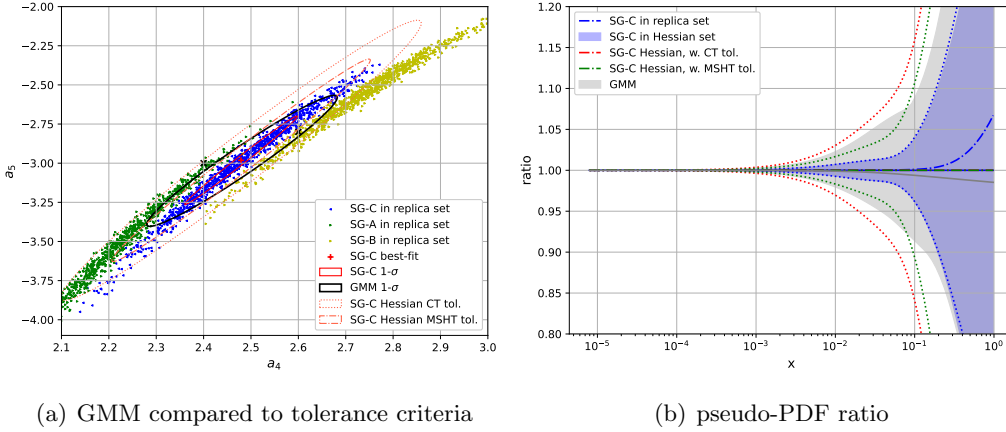 −2.00
−2.25
−2.50
−2.75
−3.00
−3.25
−3.50
−3.75
−4.00
a5
2.1 2.2 2.3 2.4 2.5 2.6 2.7 2.8 2.9 3.0
a4
SG-C in replica set
SG-A in replica set
SG-B in replica set
SG-C best-fit
SG-C 1-σ
GMM 1-σ
SG-C Hessian CT tol.
SG-C Hessian MSHT tol.
(a) GMM compared to tolerance criteria
1.20
1.15
1.10
1.05
1.00
0.95
0.90
0.85
0.80
ratio
10⁻⁵ 10⁻⁴ 10⁻³ 10⁻² 10⁻¹ 10⁰
x
SG-C in replica set
SG-C in Hessian set
SG-C Hessian, w. CT tol.
SG-C Hessian, w. MSHT tol.
GMM
(b) pseudo-PDF ratio